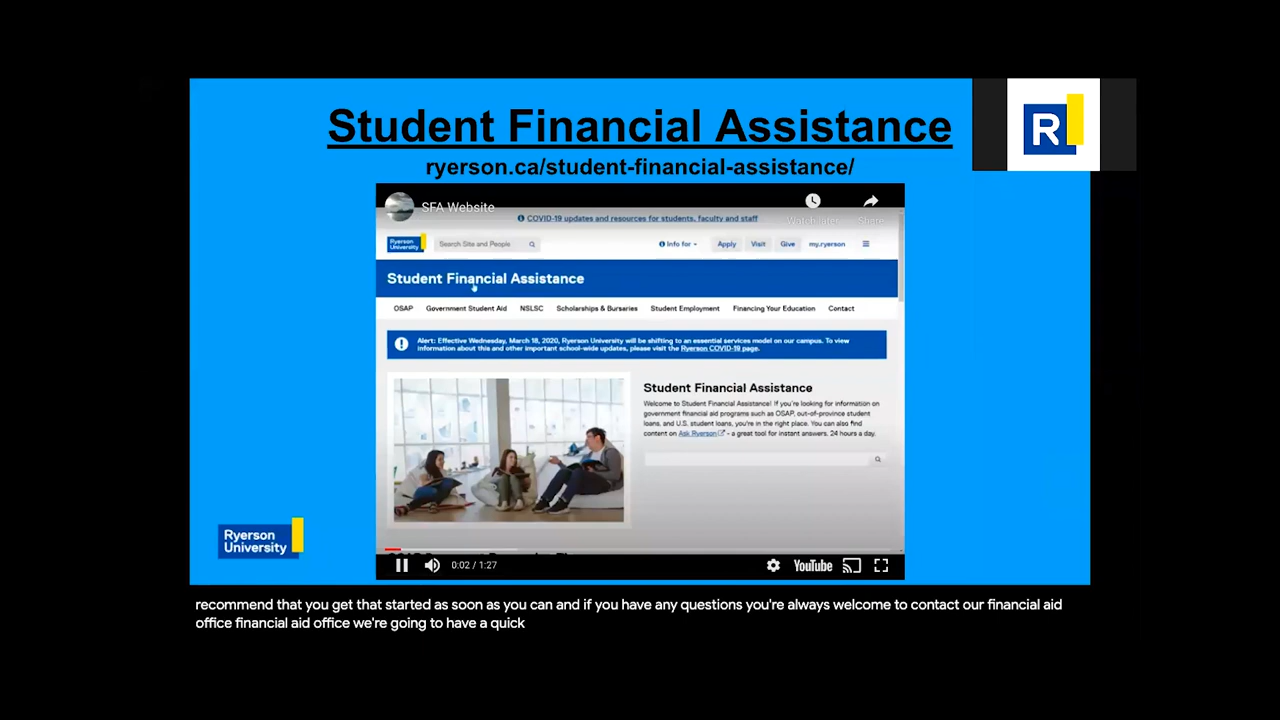 Student Financial Assistance
ryerson.ca/student-financial-assistance/
R
SFA Website
Watch later
Share
COVID-19 updates and resources for students, faculty and staff
Ryerson
University
Search Site and People
Info for
Apply
Visit
Give
my.ryerson
Student Financial Assistance
OSAP
Government Student Aid
NSLSC
Scholarships & Bursaries
Student Employment
Financing Your Education
Contact
Alert: Effective Wednesday, March 18, 2020, Ryerson University will be shifting to an essential services model on our campus. To view
information about this and other important school-wide updates, please visit the Ryerson COVID-19 page.
Student Financial Assistance
Welcome to Student Financial Assistance! If you're looking for information on
government financial aid programs such as OSAP, out-of-province student
loans, and U.S. student loans, you're in the right place. You can also find
content on Ask Ryerson – a great tool for instant answers, 24 hours a day.
0:02 / 1:27
YouTube
Ryerson
University
recommend that you get that started as soon as you can and if you have any questions you're always welcome to contact our financial aid
office financial aid office we're going to have a quick